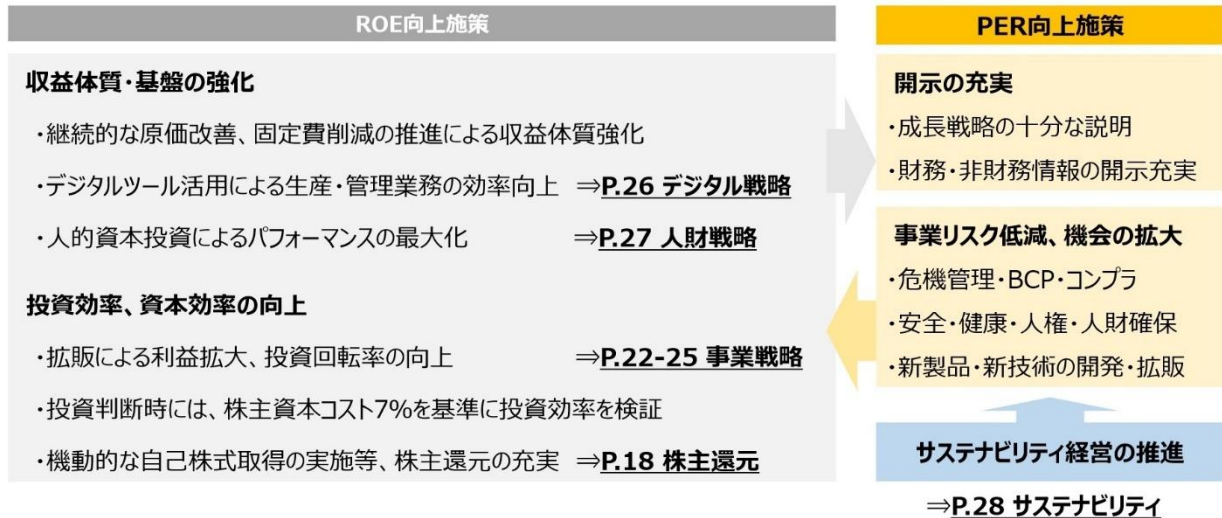 ROE向上施策
収益体質・基盤の強化
・継続的な原価改善、固定費削減の推進による収益体質強化
・デジタルツール活用による生産・管理業務の効率向上 ⇒P.26 デジタル戦略
・人的資本投資によるパフォーマンスの最大化 ⇒P.27 人財戦略
投資効率、資本効率の向上
・拡販による利益拡大、投資回転率の向上 ⇒P.22-25 事業戦略
・投資判断時には、株主資本コスト7%を基準に投資効率を検証
・機動的な自己株式取得の実施等、株主還元の充実 ⇒P.18 株主還元
PER向上施策
開示の充実
・成長戦略の十分な説明
・財務・非財務情報の開示充実
事業リスク低減、機会の拡大
・危機管理・BCP・コンプラ
・安全・健康・人権・人財確保
・新製品・新技術の開発・拡販
サステナビリティ経営の推進
⇒P.28 サステナビリティ